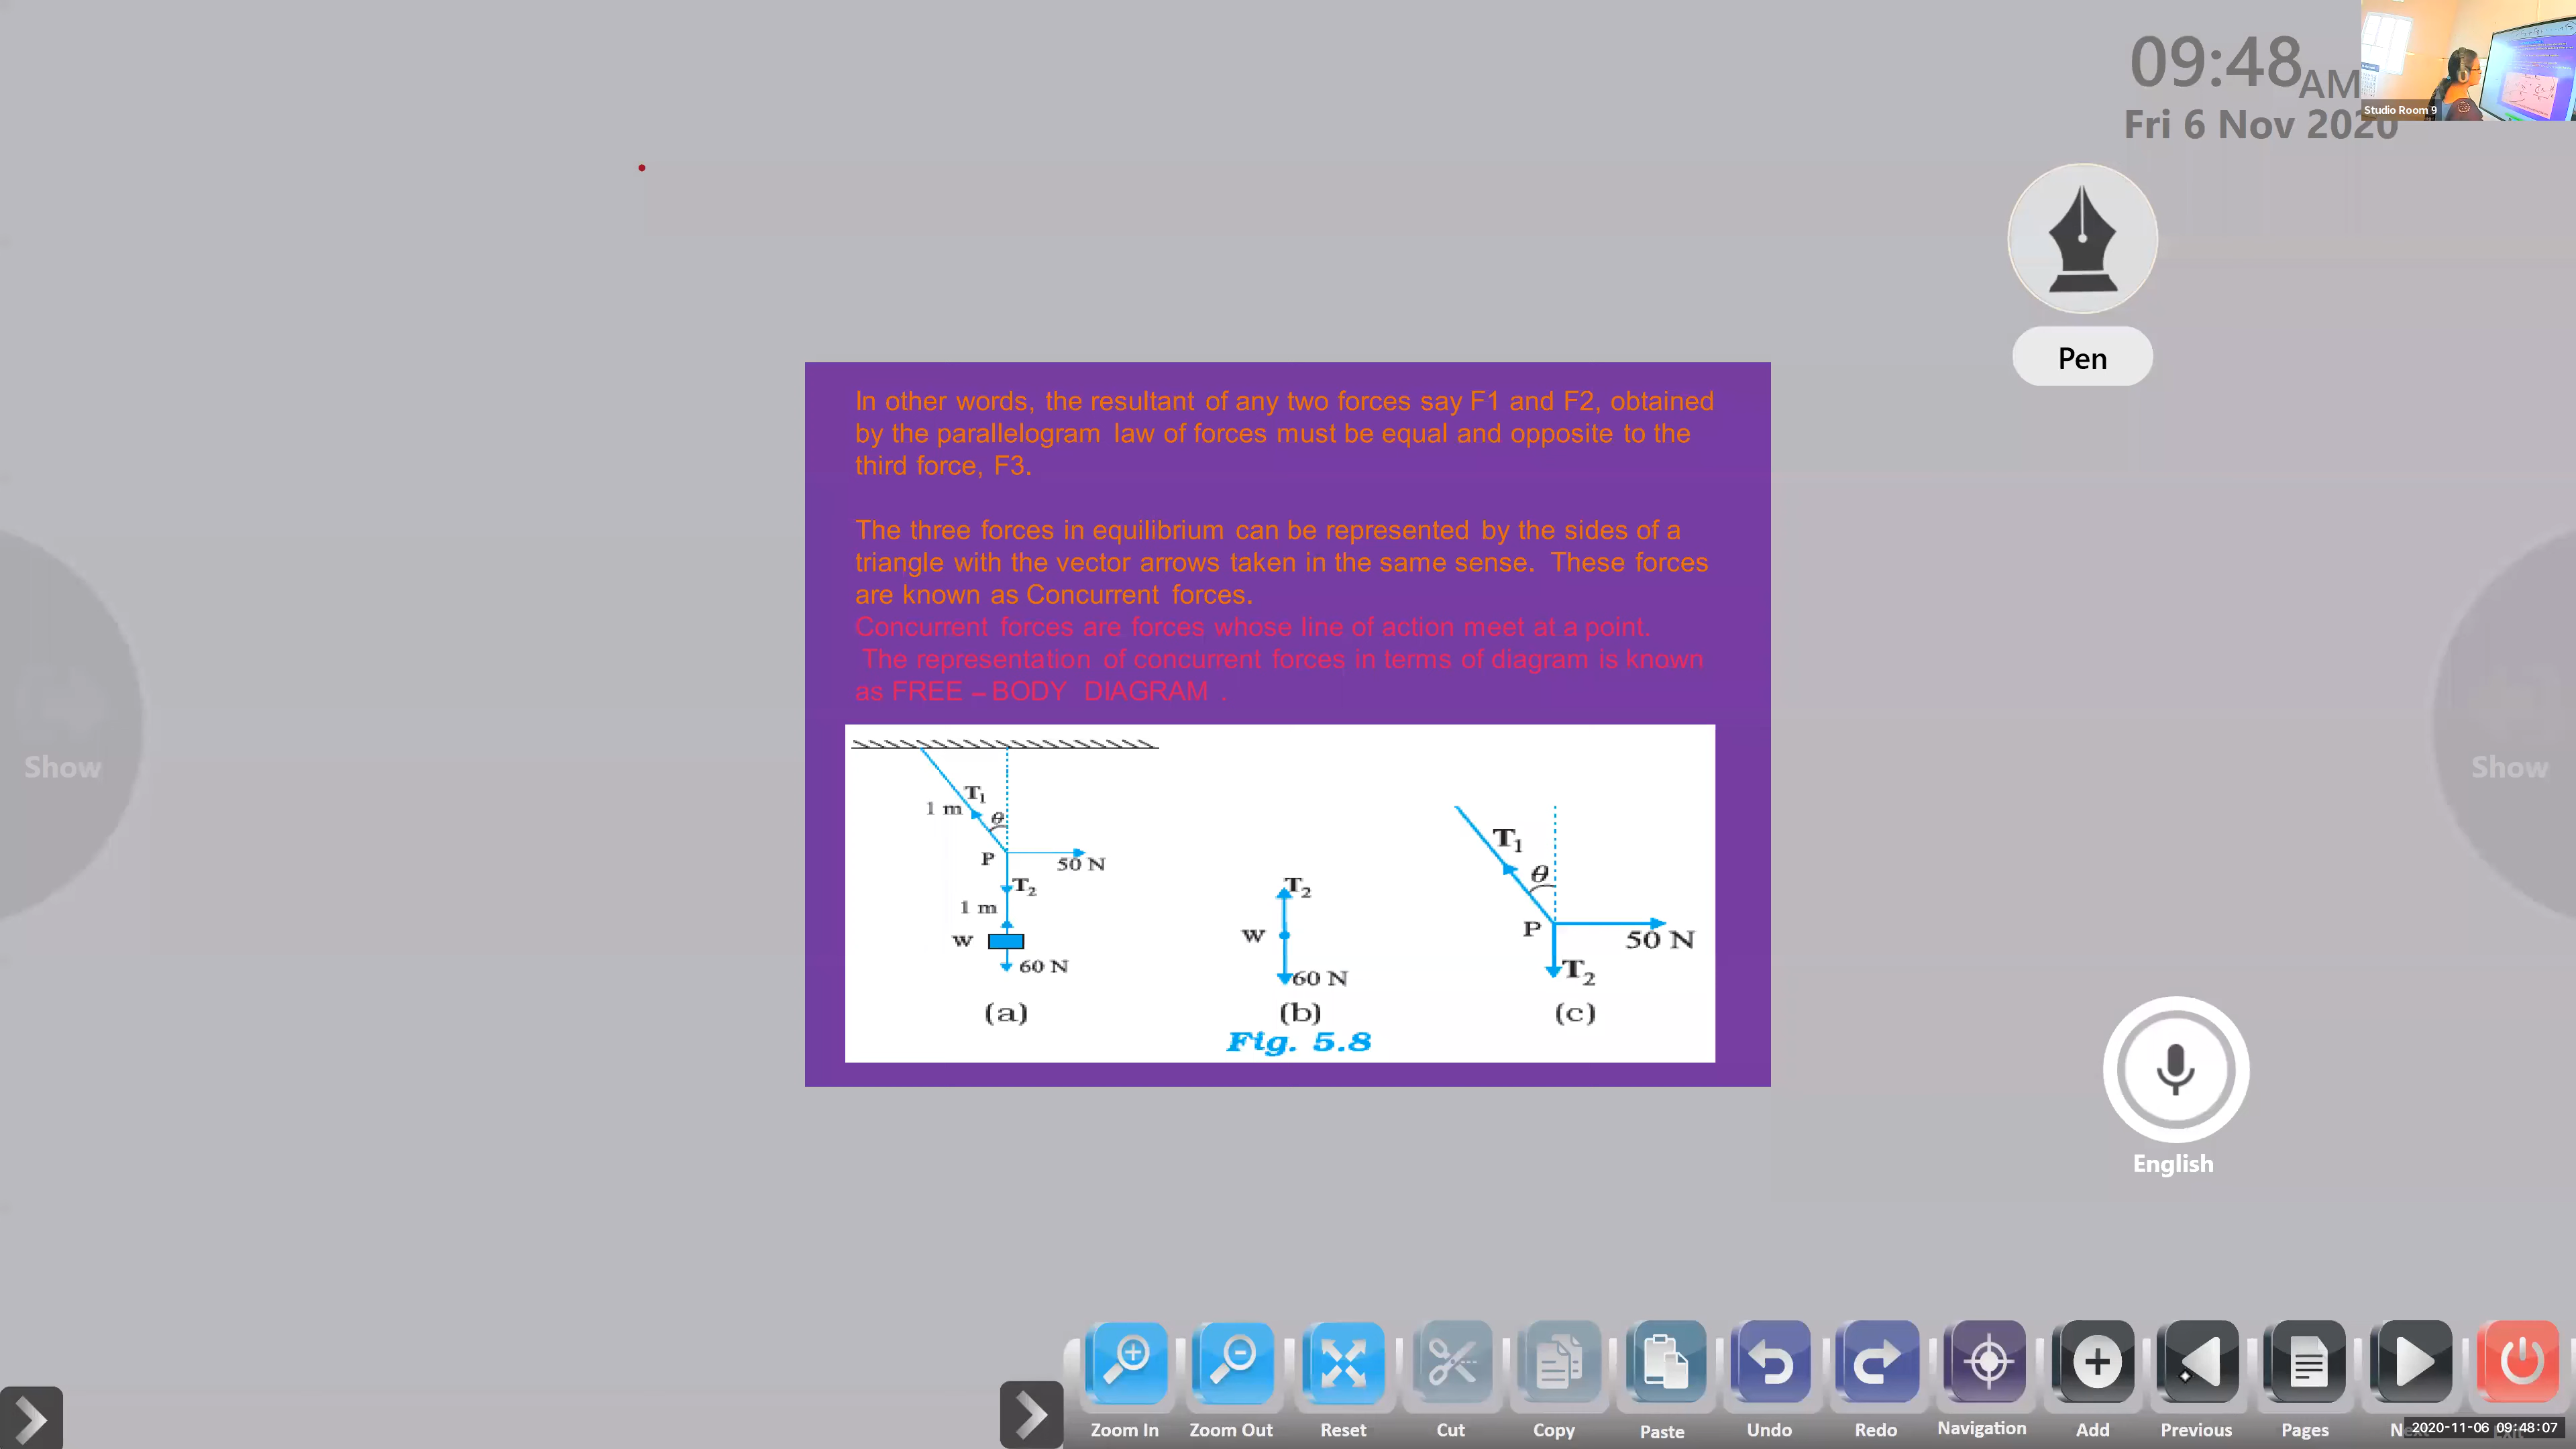 09:48 AM
Fri 6 Nov 2020
Studio Room 9
Pen
In other words, the resultant of any two forces say F1 and F2, obtained
by the parallelogram law of forces must be equal and opposite to the
third force, F3.
The three forces in equilibrium can be represented by the sides of a
triangle with the vector arrows taken in the same sense. These forces
are known as Concurrent forces.
Concurrent forces are forces whose line of action meet at a point.
The representation of concurrent forces in terms of diagram is known
as FREE – BODY DIAGRAM .
T1
1 m
θ
P
50 N
T2
1 m
W
60 N
(a)
T2
W
60 N
(b)
T1
θ
P
50 N
T2
(c)
Fig. 5.8
Show
Show
English
Zoom In
Zoom Out
Reset
Cut
Copy
Paste
Undo
Redo
Navigation
Add
Previous
Pages
2020-11-06 09:48:07